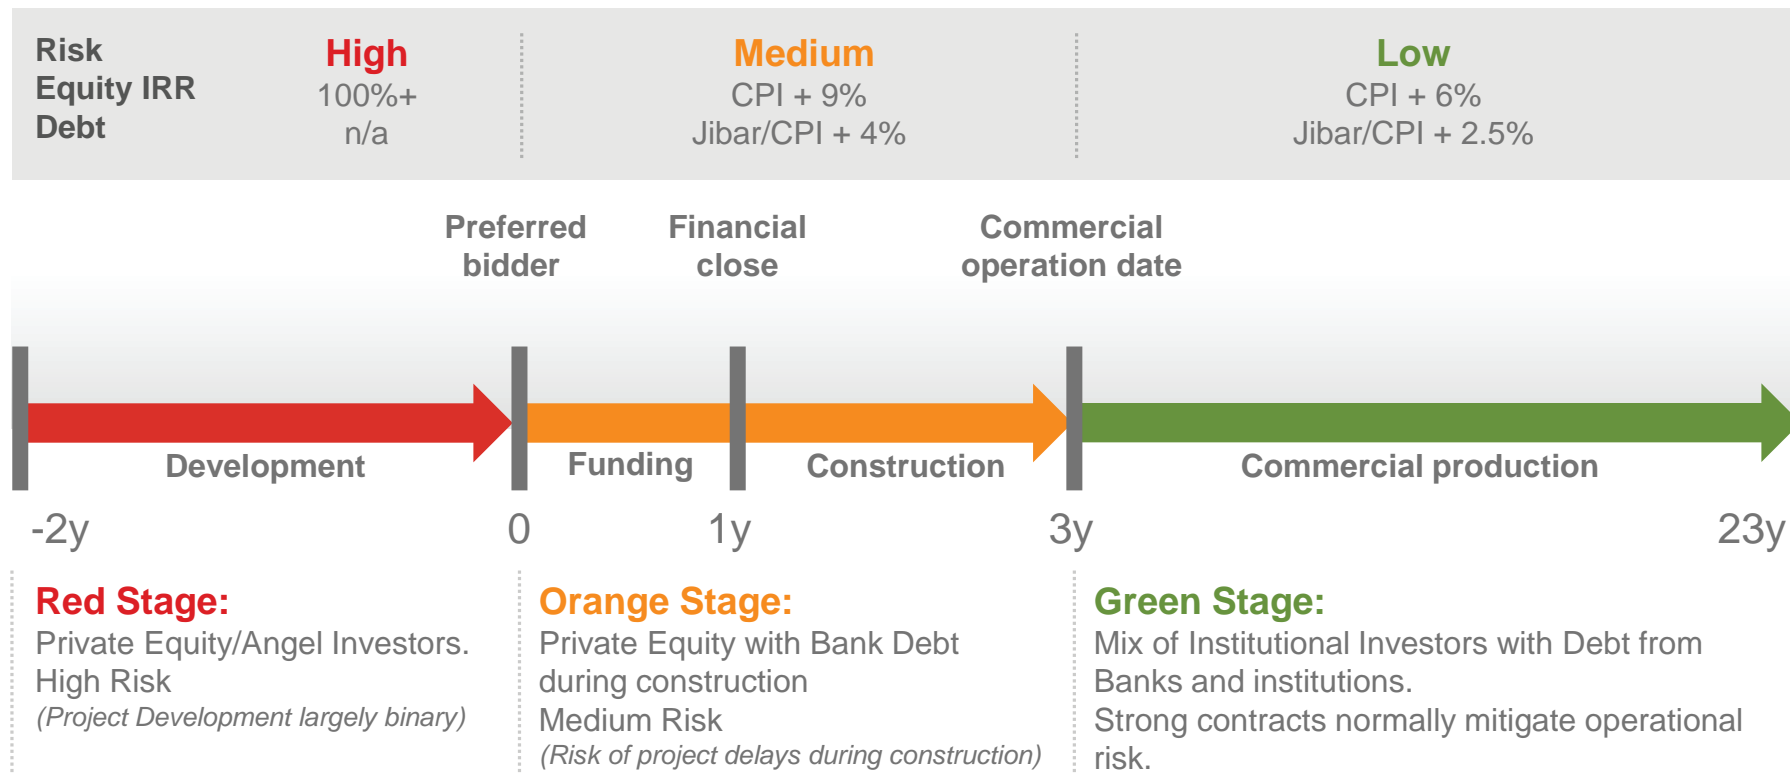 Risk
Equity IRR
Debt
High
100%+
n/a
Medium
CPI + 9%
Jibar/CPI + 4%
Low
CPI + 6%
Jibar/CPI + 2.5%
Preferred
bidder
Financial
close
Commercial
operation date
Development
Funding
Construction
Commercial production
-2y
0
1y
3y
23y
Red Stage:
Private Equity/Angel Investors.
High Risk
(Project Development largely binary)
Orange Stage:
Private Equity with Bank Debt
during construction
Medium Risk
(Risk of project delays during construction)
Green Stage:
Mix of Institutional Investors with Debt from
Banks and institutions.
Strong contracts normally mitigate operational
risk.